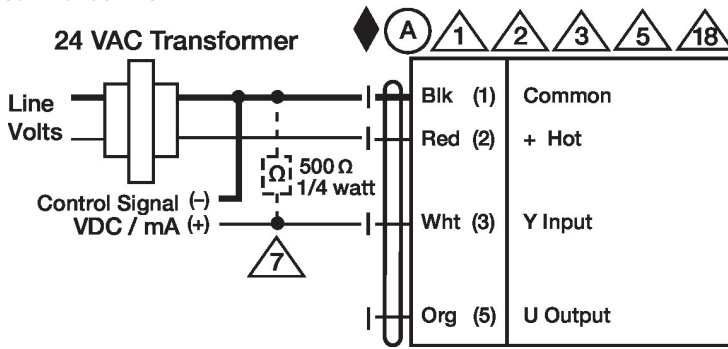 24 VAC Transformer
A 1 2 3 5 18
Line
Volts
Blk (1) Common
Red (2) + Hot
Ω 500 Ω
1/4 watt
Control Signal (–)
VDC / mA (+)
Wht (3) Y Input
7
Org (5) U Output